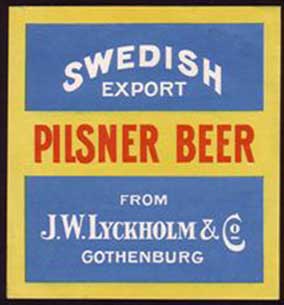 SWEDISH
EXPORT
PILSNER BEER
FROM
J.W. LYCKHOLM & Co
GOTHENBURG